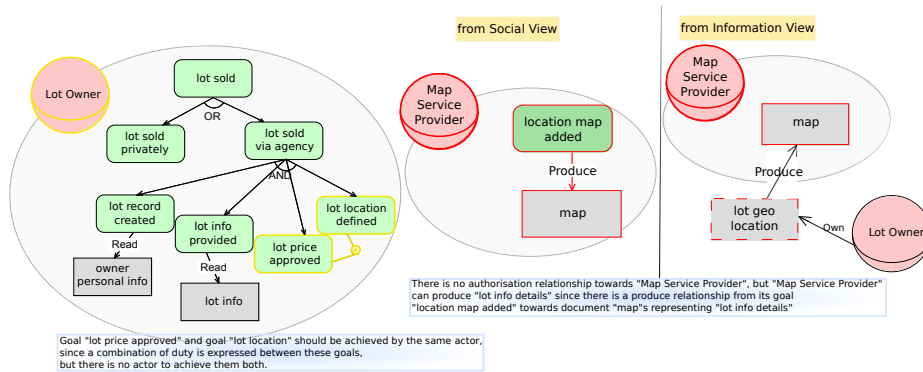 from Social View
from Information View
Lot Owner
lot sold
OR
lot sold
privately
lot sold
via agency
AND
lot record
created
lot info
provided
lot price
approved
lot location
defined
Read
Read
owner
personal info
lot info
Goal "lot price approved" and goal "lot location" should be achieved by the same actor,
since a combination of duty is expressed between these goals,
but there is no actor to achieve them both.
Map
Service
Provider
location map
added
Produce
map
Map
Service
Provider
map
Produce
lot geo
location
Own
Lot Owner
There is no authorisation relationship towards "Map Service Provider", but "Map Service Provider"
can produce "lot info details" since there is a produce relationship from its goal
"location map added" towards document "map"s representing "lot info details"